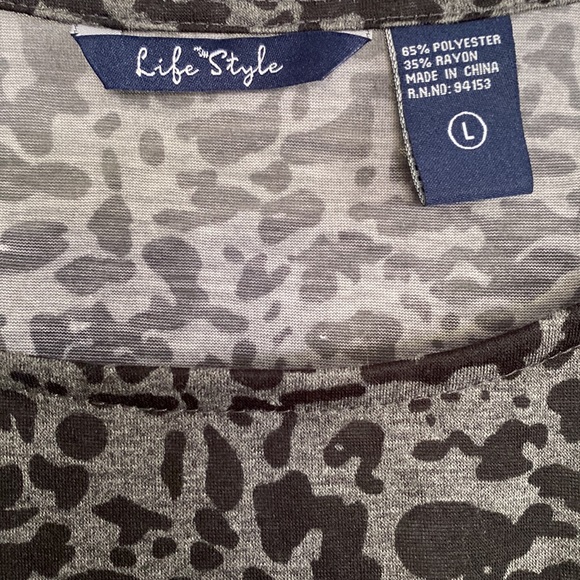 Life Style
65% POLYESTER
35% RAYON
MADE IN CHINA
R.N.NO: 94153
L